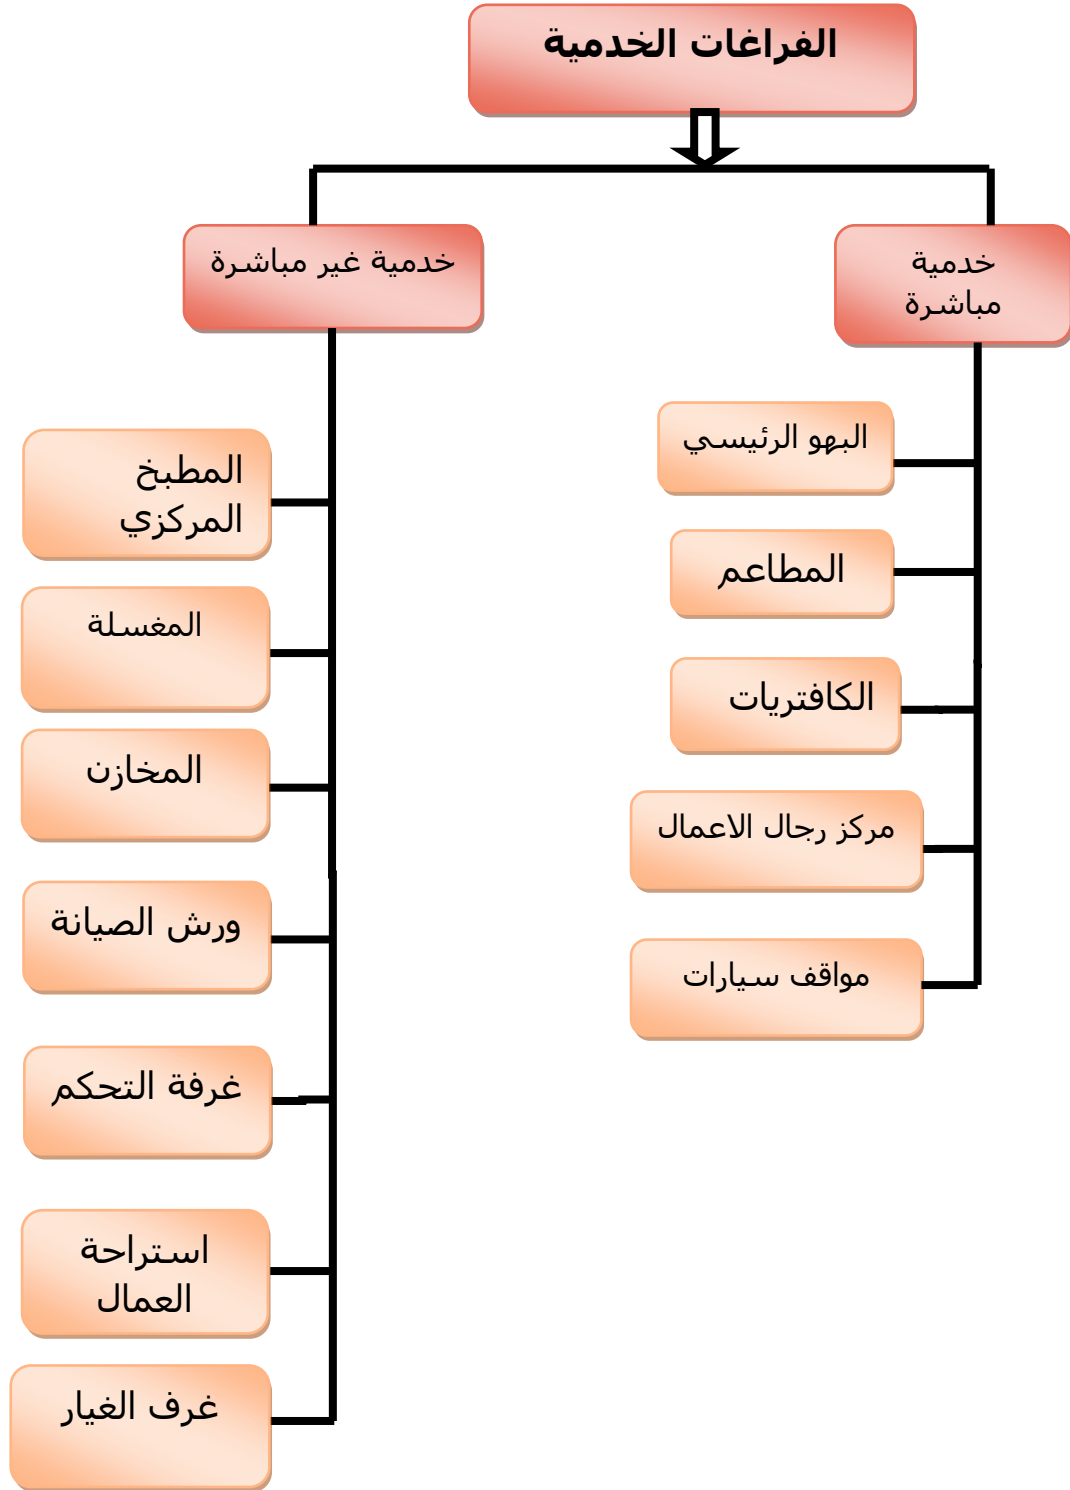 الفراغات الخدمية
خدمية
مباشرة
البهو الرئيسي
المطاعم
الكافتريات
مركز رجال الاعمال
مواقف سيارات
خدمية غير مباشرة
المطبخ
المركزي
المغسلة
المخازن
ورش الصيانة
غرفة التحكم
استراحة
العمال
غرف الغيار